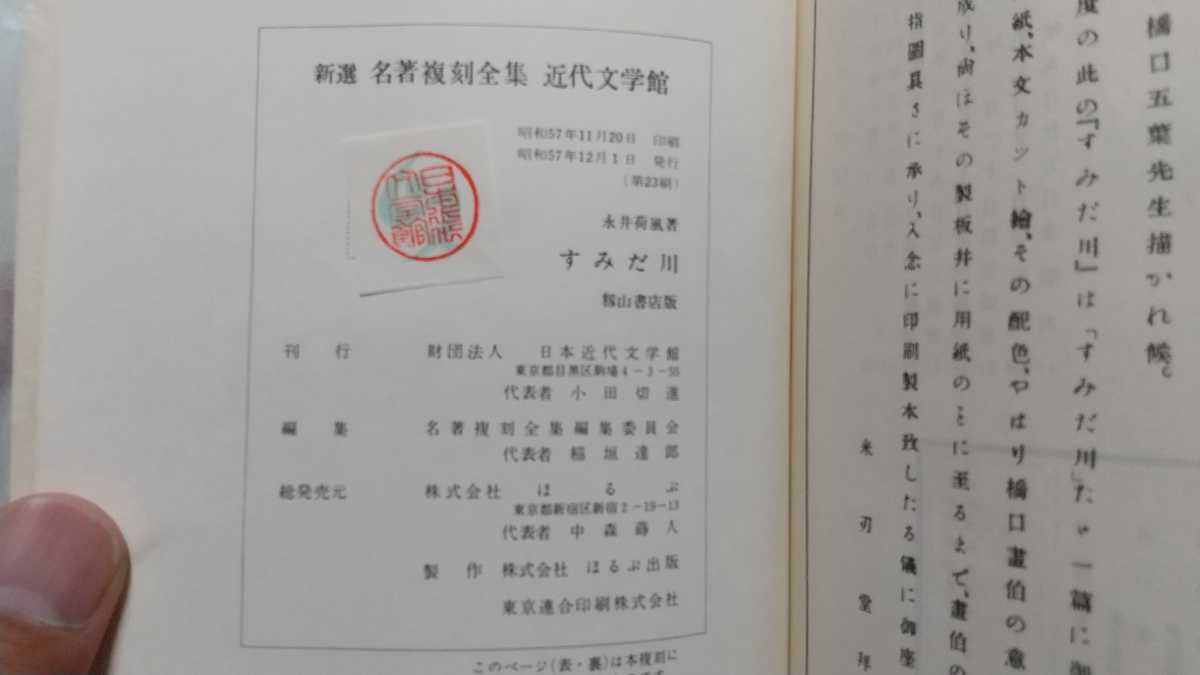 新選 名著複刻全集 近代文学館
昭和57年11月20日 印刷
昭和57年12月1日 発行
(第23刷)
永井荷風著
すみだ川
籾山書店版
刊 行 財団法人 日本近代文学館
東京都目黒区駒場4-3-55
代表者 小田切進
編 集 名著複刻全集編集委員会
代表者 稲垣達郎
総発売元 株式会社 ほるぷ
東京都新宿区新宿2-19-13
代表者 中森蒔人
製 作 株式会社 ほるぷ出版
東京連合印刷株式会社
このページ(表・裏)は本複刻に
橋口五葉先生描かれ候。
度の此の『すみだ川』は「すみだ川」たゞ一篇に御
紙、本文カット繪、その配色、やはり橋口畫伯の意
成り、尚ほその製板并に用紙のことに至るまで、畫伯の
指圖具さに承り、入念に印刷製本致したる儀に御座
米 刃 堂 拜